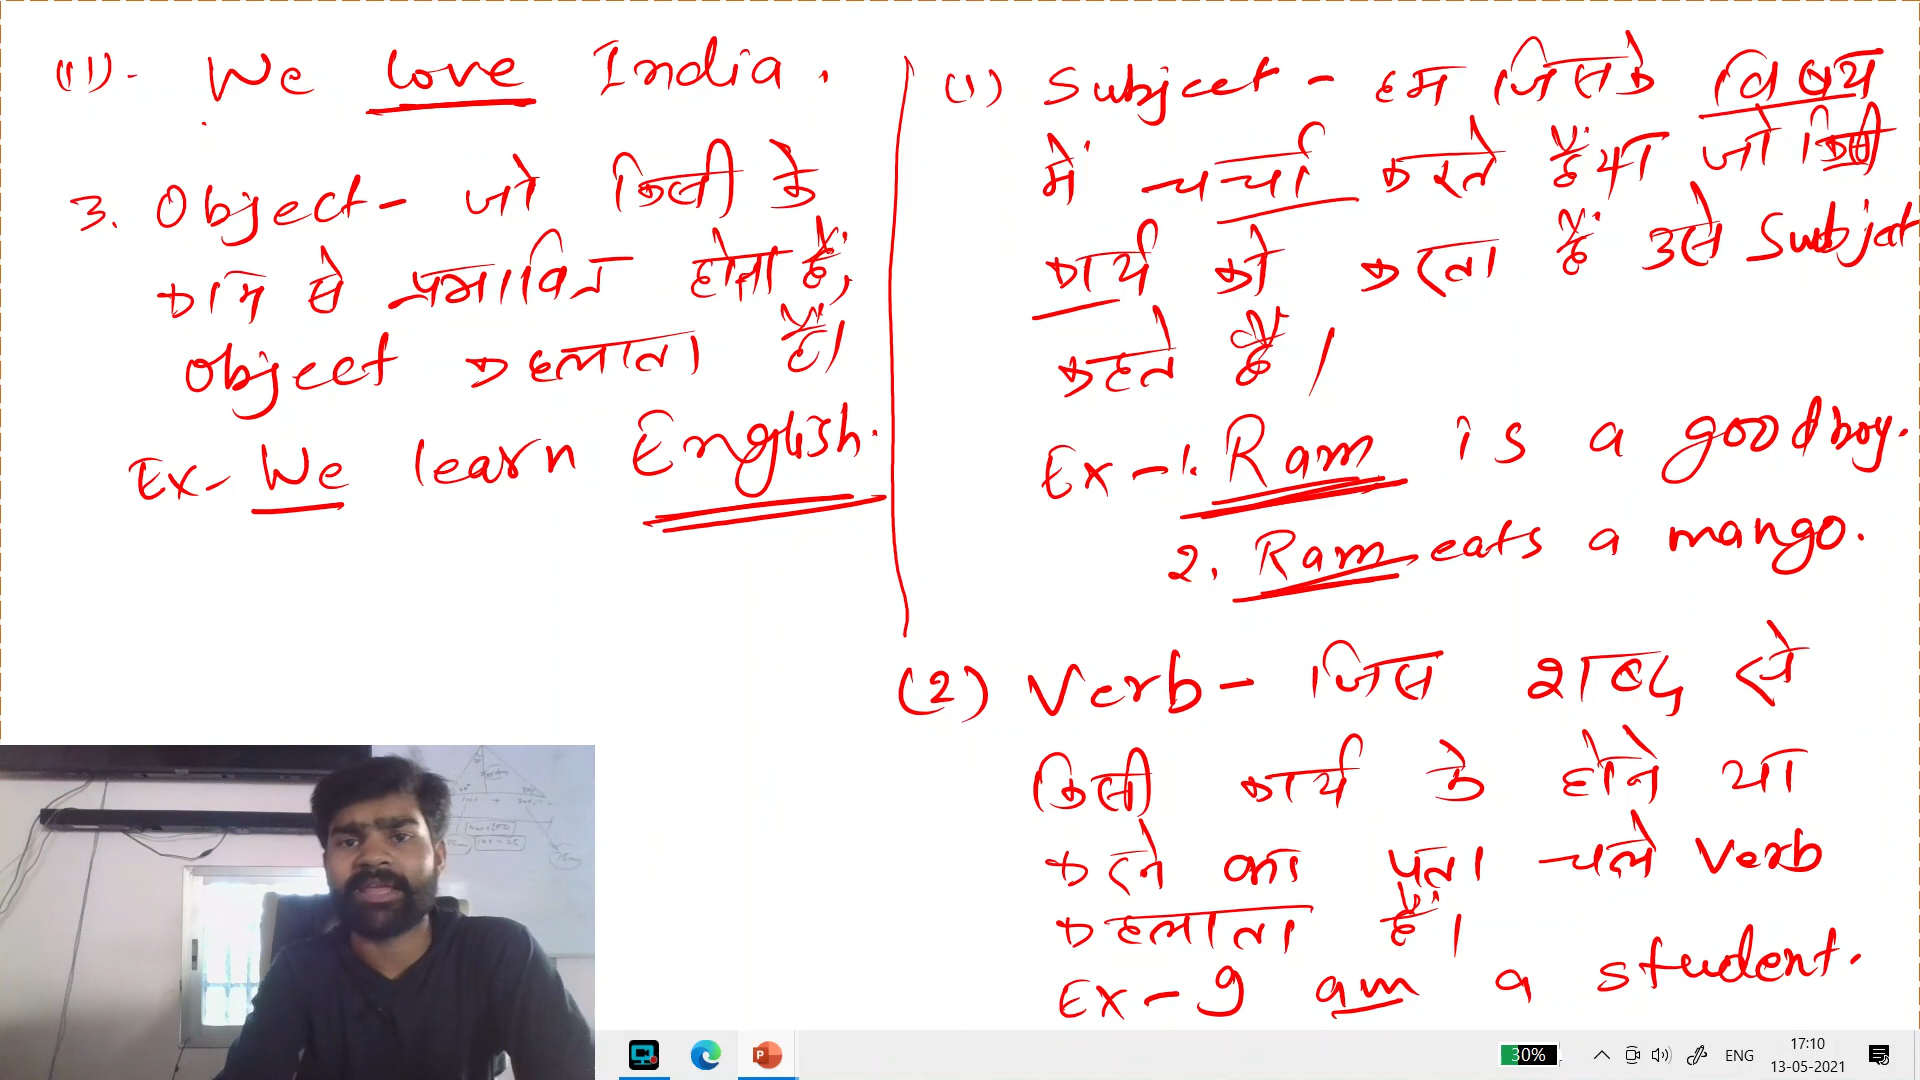 (11). We love India.
3. Object - जो किसी के
काम से प्रभावित होता हैं,
object कहलाता हैं।
Ex- We learn English.
(1) Subject - हम जिसके विषय
में चर्चा करते हैं या जो किसी
कार्य को करता हैं उसे Subject
कहते हैं।
Ex - 1. Ram is a good boy.
2. Ram eats a mango.
(2) Verb - जिस शब्द से
किसी कार्य के होने या
करने का पता चले Verb
कहलाता हैं।
Ex - I am a student.
30%
ENG
17:10
13-05-2021